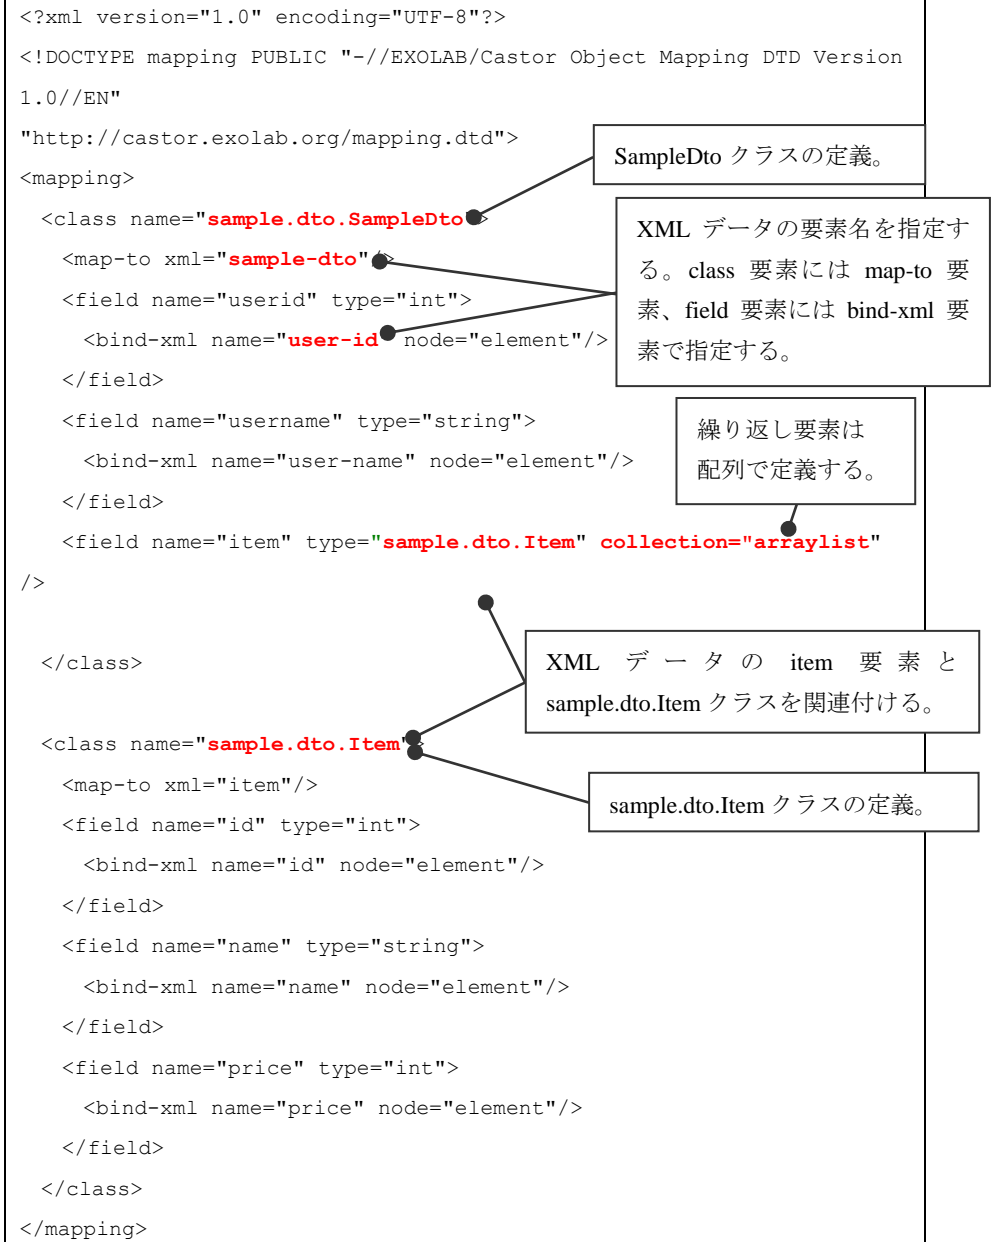 <?xml version="1.0" encoding="UTF-8"?>
<!DOCTYPE mapping PUBLIC "-//EXOLAB/Castor Object Mapping DTD Version
1.0//EN"
"http://castor.exolab.org/mapping.dtd">
SampleDto クラスの定義。
<mapping>
<class name="sample.dto.SampleDto">
XML データの要素名を指定す
る。class 要素には map-to 要
素、field 要素には bind-xml 要
素で指定する。
<map-to xml="sample-dto"/>
<field name="userid" type="int">
<bind-xml name="user-id" node="element"/>
</field>
<field name="username" type="string">
繰り返し要素は
配列で定義する。
<bind-xml name="user-name" node="element"/>
</field>
<field name="item" type="sample.dto.Item" collection="arraylist"
/>
XML データの item 要素と
sample.dto.Item クラスを関連付ける。
</class>
<class name="sample.dto.Item">
sample.dto.Item クラスの定義。
<map-to xml="item"/>
<field name="id" type="int">
<bind-xml name="id" node="element"/>
</field>
<field name="name" type="string">
<bind-xml name="name" node="element"/>
</field>
<field name="price" type="int">
<bind-xml name="price" node="element"/>
</field>
</class>
</mapping>